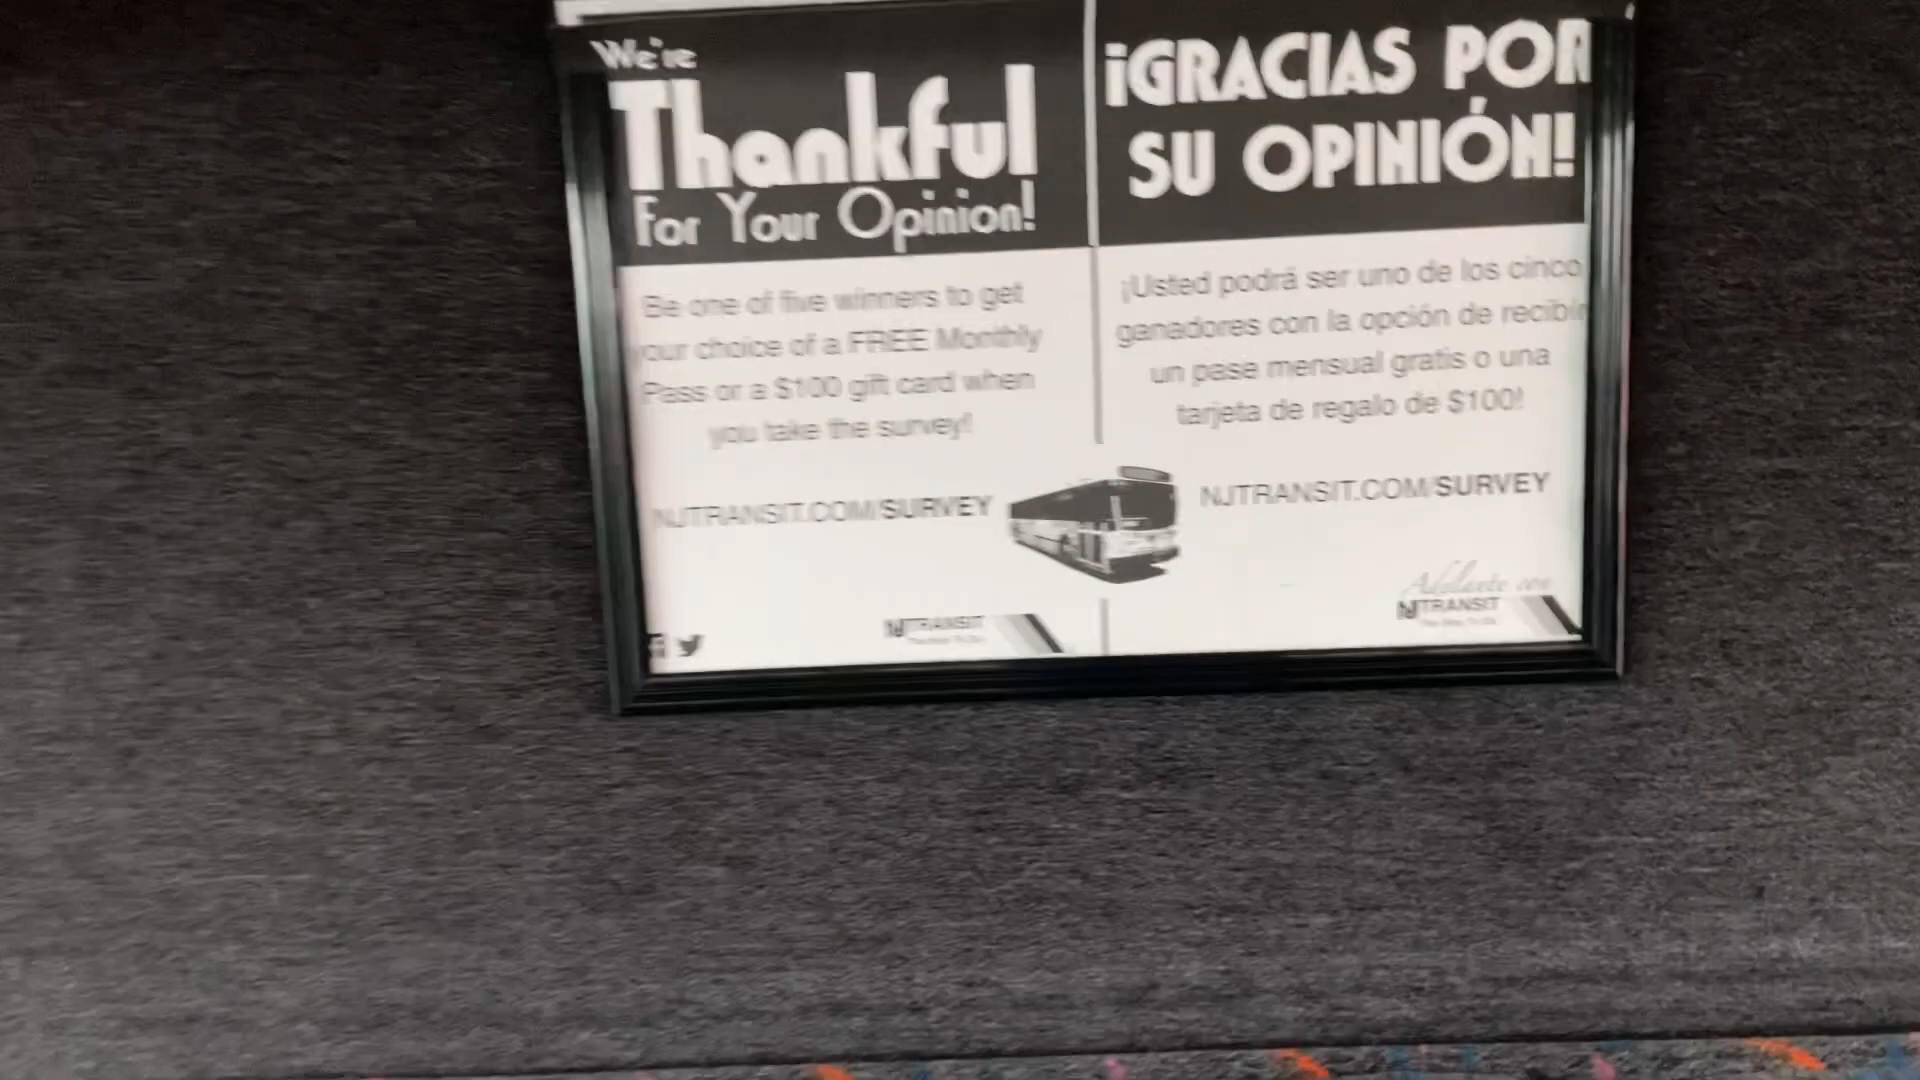 We're
Thankful
For Your Opinion!
Be one of five winners to get
your choice of a FREE Monthly
Pass or a $100 gift card when
you take the survey!
NJTRANSIT.COM/SURVEY
NJTRANSIT
¡GRACIAS POR
SU OPINIÓN!
¡Usted podrá ser uno de los cinco
ganadores con la opción de recibir
un pase mensual gratis o una
tarjeta de regalo de $100!
NJTRANSIT.COM/SURVEY
Adelante con
NJTRANSIT